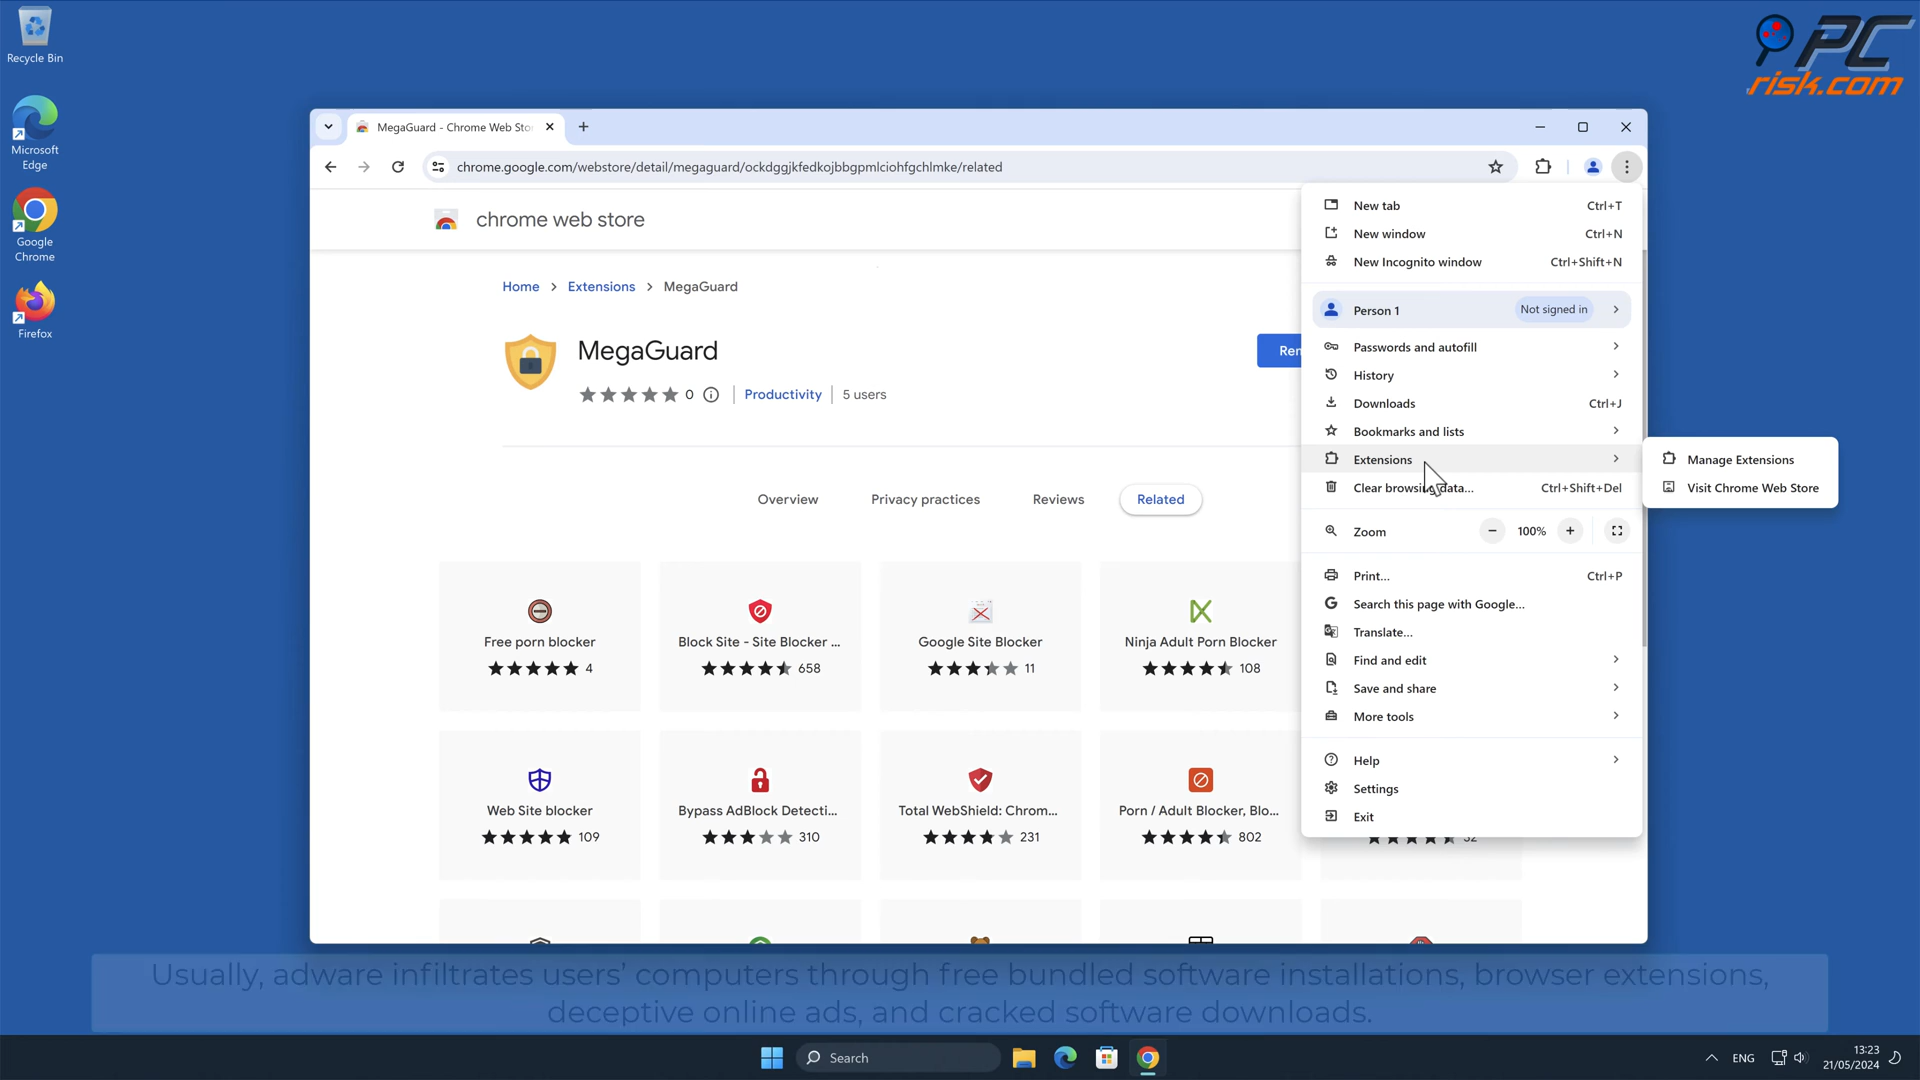 Recycle Bin
Microsoft
Edge
Google
Chrome
Firefox
PC
risk.com
MegaGuard - Chrome Web Sto
chrome.google.com/webstore/detail/megaguard/ockdggjkfedkojbbgpmlciohfgchlmke/related
chrome web store
Home > Extensions > MegaGuard
MegaGuard
Rem
0 Productivity 5 users
Overview Privacy practices Reviews Related
Free porn blocker Block Site - Site Blocker ... Google Site Blocker Ninja Adult Porn Blocker
4 658 11 108
Web Site blocker Bypass AdBlock Detecti... Total WebShield: Chrom... Porn / Adult Blocker, Blo...
109 310 231 802
New tab Ctrl+T
New window Ctrl+N
New Incognito window Ctrl+Shift+N
Person 1 Not signed in
Passwords and autofill
History
Downloads Ctrl+J
Bookmarks and lists
Extensions
Clear browsing data... Ctrl+Shift+Del
Zoom − 100% +
Print... Ctrl+P
Search this page with Google...
Translate...
Find and edit
Save and share
More tools
Help
Settings
Exit
Manage Extensions
Visit Chrome Web Store
Usually, adware infiltrates users’ computers through free bundled software installations, browser extensions,
deceptive online ads, and cracked software downloads.
Search
ENG
13:23
21/05/2024